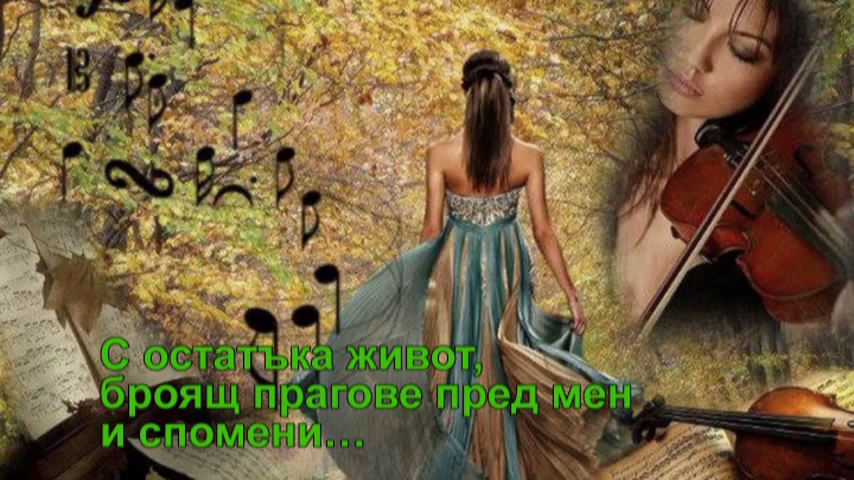 С остатъка живот,
броящ прагове пред мен
и спомени...